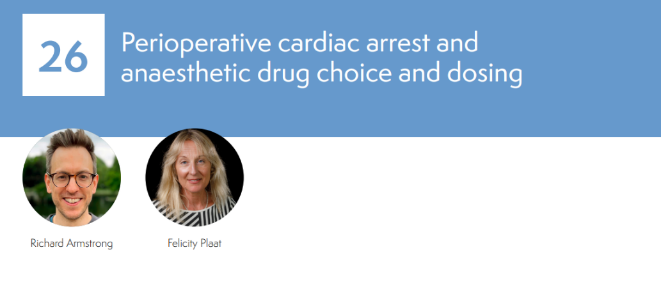 26
Perioperative cardiac arrest and
anaesthetic drug choice and dosing
Richard Armstrong
Felicity Plaat